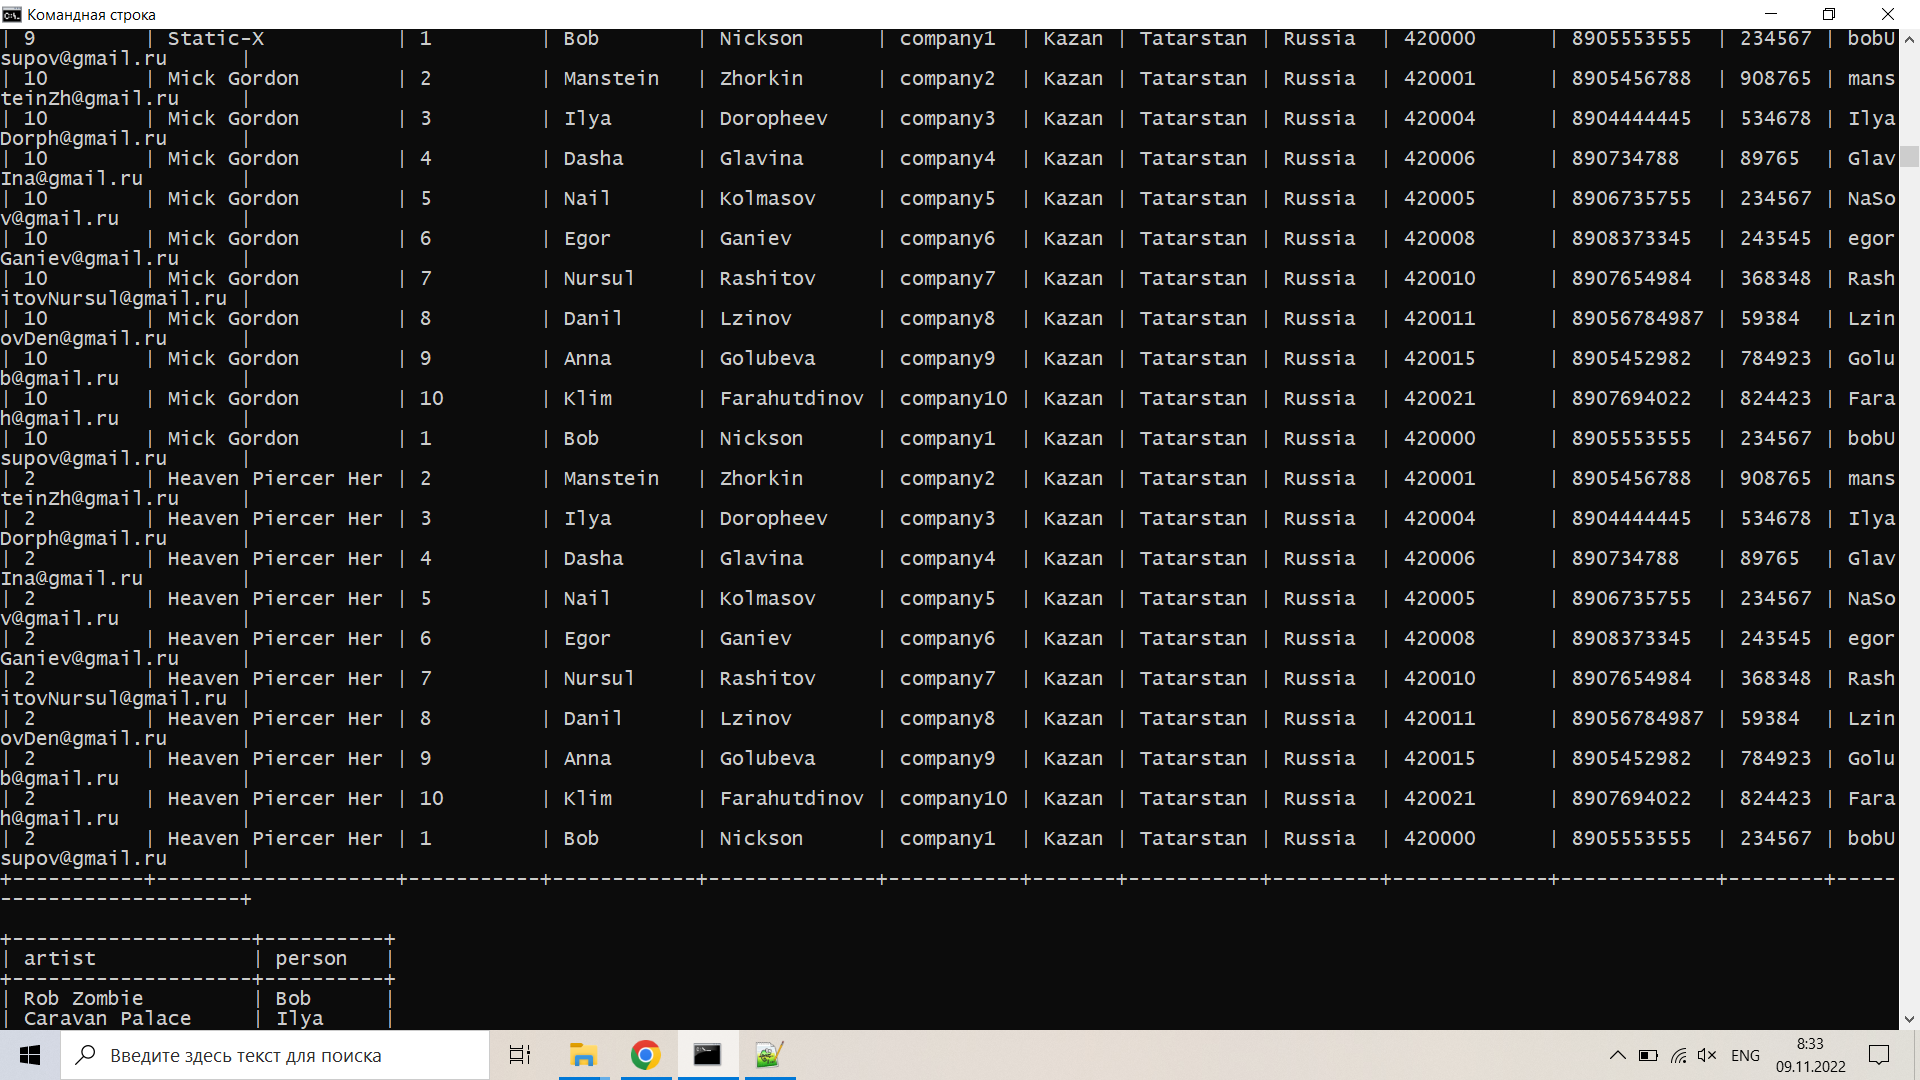 Командная строка
| 9 | Static-X | 1 | Bob | Nickson | company1 | Kazan | Tatarstan | Russia | 420000 | 8905553555 | 234567 | bobU
supov@gmail.ru |
| 10 | Mick Gordon | 2 | Manstein | Zhorkin | company2 | Kazan | Tatarstan | Russia | 420001 | 8905456788 | 908765 | mans
teinZh@gmail.ru |
| 10 | Mick Gordon | 3 | Ilya | Doropheev | company3 | Kazan | Tatarstan | Russia | 420004 | 8904444445 | 534678 | Ilya
Dorph@gmail.ru |
| 10 | Mick Gordon | 4 | Dasha | Glavina | company4 | Kazan | Tatarstan | Russia | 420006 | 890734788 | 89765 | Glav
Ina@gmail.ru |
| 10 | Mick Gordon | 5 | Nail | Kolmasov | company5 | Kazan | Tatarstan | Russia | 420005 | 8906735755 | 234567 | NaSo
v@gmail.ru |
| 10 | Mick Gordon | 6 | Egor | Ganiev | company6 | Kazan | Tatarstan | Russia | 420008 | 8908373345 | 243545 | egor
Ganiev@gmail.ru |
| 10 | Mick Gordon | 7 | Nursul | Rashitov | company7 | Kazan | Tatarstan | Russia | 420010 | 8907654984 | 368348 | Rash
itovNursul@gmail.ru |
| 10 | Mick Gordon | 8 | Danil | Lzinov | company8 | Kazan | Tatarstan | Russia | 420011 | 89056784987 | 59384 | Lzin
ovDen@gmail.ru |
| 10 | Mick Gordon | 9 | Anna | Golubeva | company9 | Kazan | Tatarstan | Russia | 420015 | 8905452982 | 784923 | Golu
b@gmail.ru |
| 10 | Mick Gordon | 10 | Klim | Farahutdinov | company10 | Kazan | Tatarstan | Russia | 420021 | 8907694022 | 824423 | Fara
h@gmail.ru |
| 10 | Mick Gordon | 1 | Bob | Nickson | company1 | Kazan | Tatarstan | Russia | 420000 | 8905553555 | 234567 | bobU
supov@gmail.ru |
| 2 | Heaven Piercer Her | 2 | Manstein | Zhorkin | company2 | Kazan | Tatarstan | Russia | 420001 | 8905456788 | 908765 | mans
teinZh@gmail.ru |
| 2 | Heaven Piercer Her | 3 | Ilya | Doropheev | company3 | Kazan | Tatarstan | Russia | 420004 | 8904444445 | 534678 | Ilya
Dorph@gmail.ru |
| 2 | Heaven Piercer Her | 4 | Dasha | Glavina | company4 | Kazan | Tatarstan | Russia | 420006 | 890734788 | 89765 | Glav
Ina@gmail.ru |
| 2 | Heaven Piercer Her | 5 | Nail | Kolmasov | company5 | Kazan | Tatarstan | Russia | 420005 | 8906735755 | 234567 | NaSo
v@gmail.ru |
| 2 | Heaven Piercer Her | 6 | Egor | Ganiev | company6 | Kazan | Tatarstan | Russia | 420008 | 8908373345 | 243545 | egor
Ganiev@gmail.ru |
| 2 | Heaven Piercer Her | 7 | Nursul | Rashitov | company7 | Kazan | Tatarstan | Russia | 420010 | 8907654984 | 368348 | Rash
itovNursul@gmail.ru |
| 2 | Heaven Piercer Her | 8 | Danil | Lzinov | company8 | Kazan | Tatarstan | Russia | 420011 | 89056784987 | 59384 | Lzin
ovDen@gmail.ru |
| 2 | Heaven Piercer Her | 9 | Anna | Golubeva | company9 | Kazan | Tatarstan | Russia | 420015 | 8905452982 | 784923 | Golu
b@gmail.ru |
| 2 | Heaven Piercer Her | 10 | Klim | Farahutdinov | company10 | Kazan | Tatarstan | Russia | 420021 | 8907694022 | 824423 | Fara
h@gmail.ru |
| 2 | Heaven Piercer Her | 1 | Bob | Nickson | company1 | Kazan | Tatarstan | Russia | 420000 | 8905553555 | 234567 | bobU
supov@gmail.ru |
+-----------+--------------------+-----------+------------+--------------+-----------+-------+-----------+---------+-------------+-------------+--------+-----
--------------------+
+--------------------+----------+
| artist | person |
+--------------------+----------+
| Rob Zombie | Bob |
| Caravan Palace | Ilya |
Введите здесь текст для поиска
ENG
8:33
09.11.2022